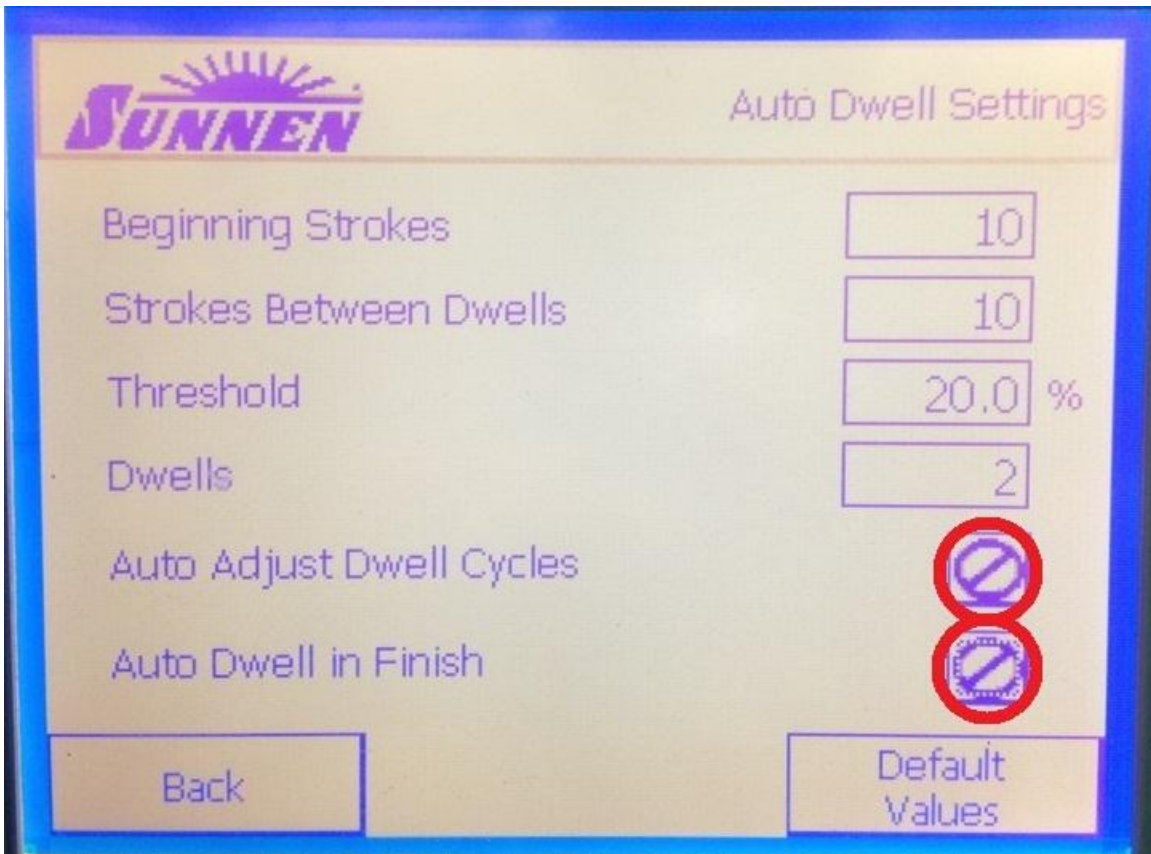 SUNNEN
Auto Dwell Settings
Beginning Strokes 10
Strokes Between Dwells 10
Threshold 20.0 %
Dwells 2
Auto Adjust Dwell Cycles
Auto Dwell in Finish
Back
Default
Values